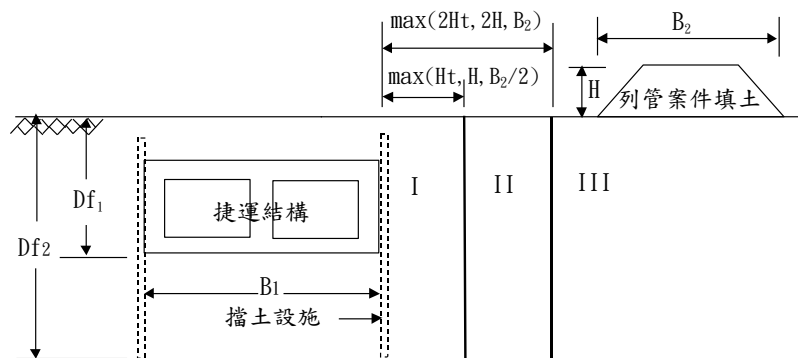 max(2Ht, 2H, B₂)
B₂
max(Ht, H, B₂/2)
H
列管案件填土
Df₁
Df2
I
II
III
捷運結構
B1
擋土設施